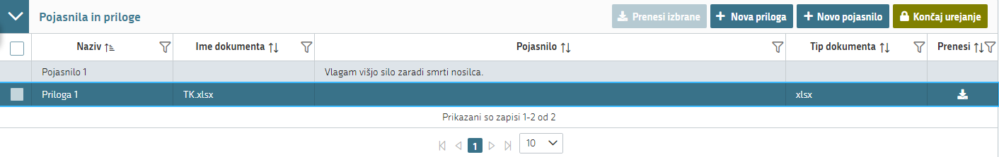 Pojasnila in priloge
Prenesi izbrane
+ Nova priloga
+ Novo pojasnilo
Končaj urejanje
Naziv Ime dokumenta Pojasnilo Tip dokumenta Prenesi
Pojasnilo 1 Vlagam višjo silo zaradi smrti nosilca.
Priloga 1 TK.xlsx xlsx
Prikazani so zapisi 1-2 od 2
1 10